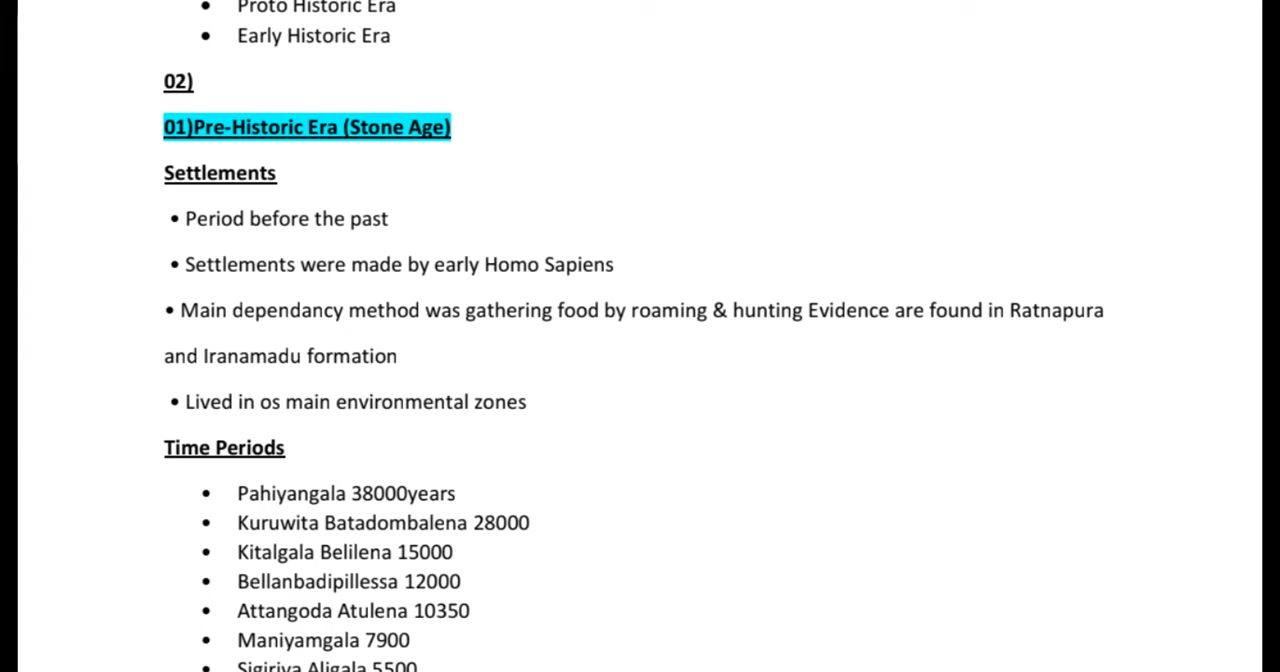 • Proto Historic Era
• Early Historic Era
02)
01)Pre-Historic Era (Stone Age)
Settlements
• Period before the past
• Settlements were made by early Homo Sapiens
• Main dependancy method was gathering food by roaming & hunting Evidence are found in Ratnapura
and Iranamadu formation
• Lived in os main environmental zones
Time Periods
• Pahiyangala 38000years
• Kuruwita Batadombalena 28000
• Kitalgala Belilena 15000
• Bellanbadipillessa 12000
• Attangoda Atulena 10350
• Maniyamgala 7900
• Sigiriya Aligala 5500